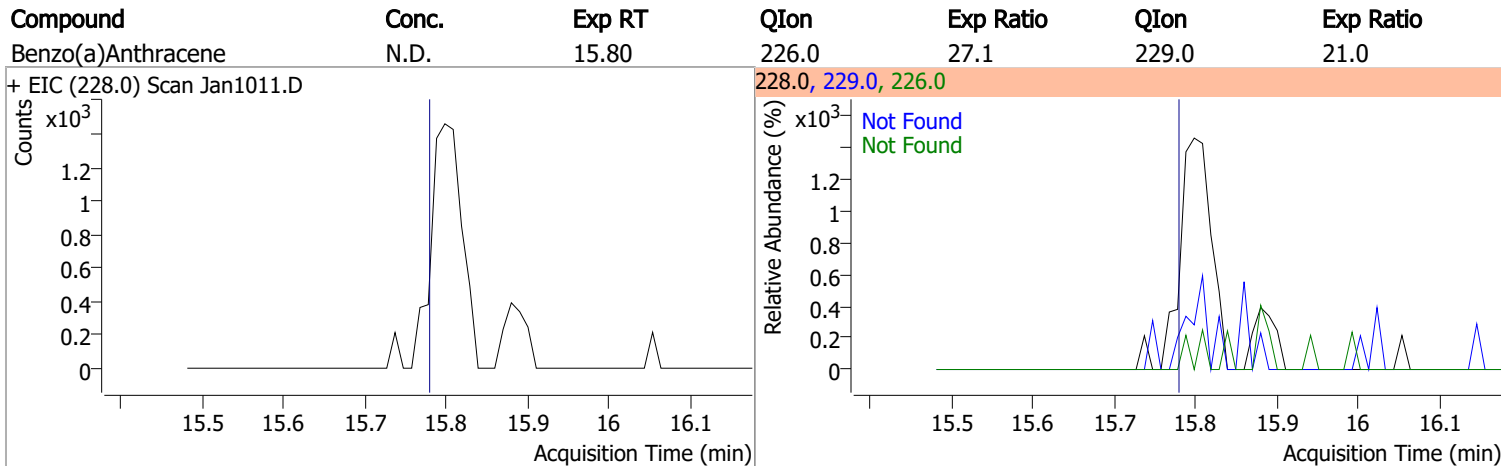 Compound Conc. Exp RT QIon Exp Ratio QIon Exp Ratio
Benzo(a)Anthracene N.D. 15.80 226.0 27.1 229.0 21.0
+ EIC (228.0) Scan Jan1011.D
Counts
x10³
1.2
1
0.8
0.6
0.4
0.2
0
15.5 15.6 15.7 15.8 15.9 16 16.1
Acquisition Time (min)
228.0, 229.0, 226.0
Relative Abundance (%)
x10³
Not Found
Not Found
1.2
1
0.8
0.6
0.4
0.2
0
15.5 15.6 15.7 15.8 15.9 16 16.1
Acquisition Time (min)